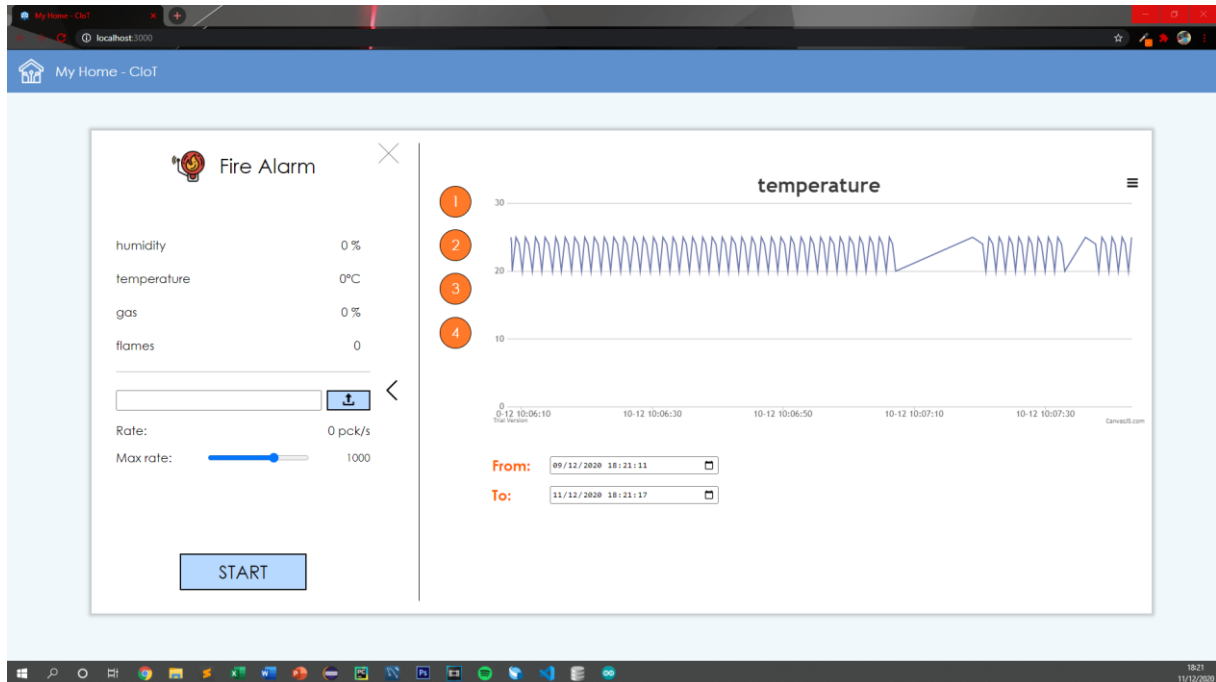 My Home - CIoT
localhost:3000
My Home - CIoT
Fire Alarm
humidity 0 %
temperature 0°C
gas 0 %
flames 0
Rate: 0 pck/s
Max rate: 1000
START
1
2
3
4
temperature
30
20
10
0
0-12 10:06:10 10-12 10:06:30 10-12 10:06:50 10-12 10:07:10 10-12 10:07:30
Trial Version CanvasJS.com
From: 09/12/2020 18:21:11
To: 11/12/2020 18:21:17
18:21
11/12/2020